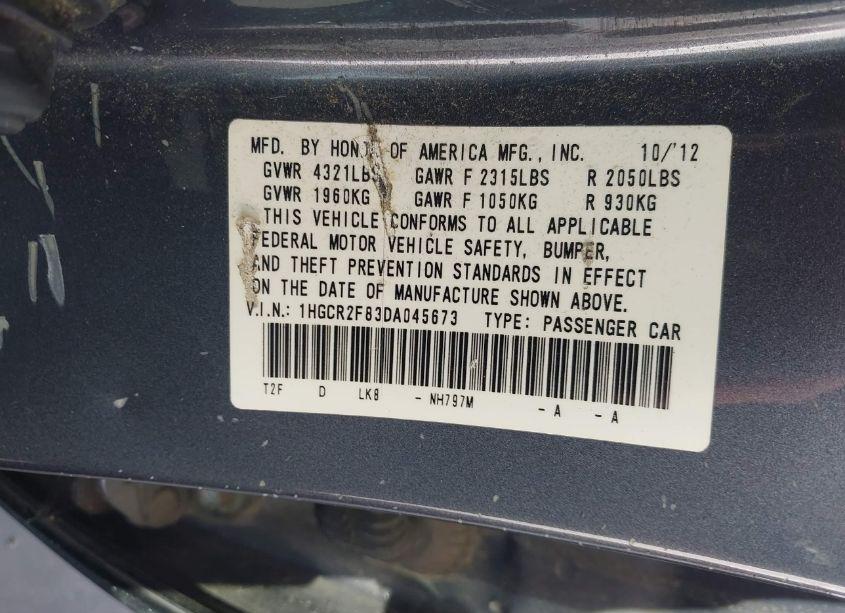 MFD. BY HONDA OF AMERICA MFG., INC. 10/'12
GVWR 4321LBS GAWR F 2315LBS R 2050LBS
GVWR 1960KG GAWR F 1050KG R 930KG
THIS VEHICLE CONFORMS TO ALL APPLICABLE
FEDERAL MOTOR VEHICLE SAFETY, BUMPER,
AND THEFT PREVENTION STANDARDS IN EFFECT
ON THE DATE OF MANUFACTURE SHOWN ABOVE.
V.I.N.: 1HGCR2F83DA045673 TYPE: PASSENGER CAR
T2F D LK8 - NH797M - A - A